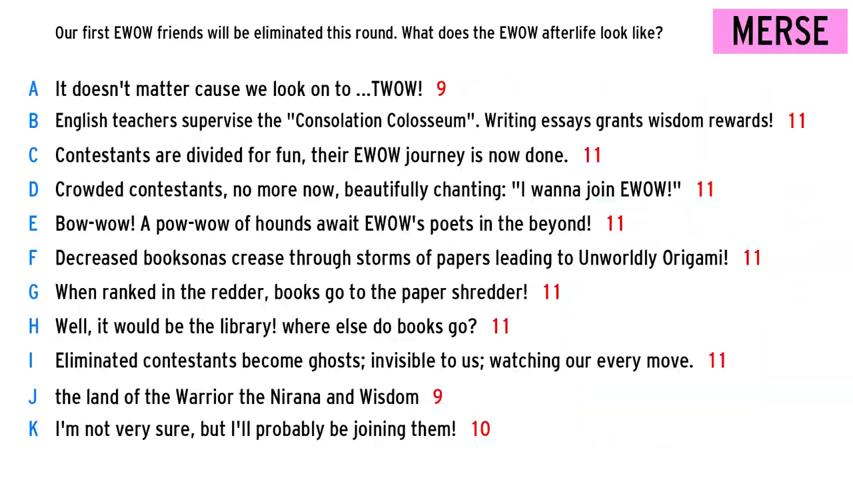 Our first EWOW friends will be eliminated this round. What does the EWOW afterlife look like?
MERSE
A It doesn't matter cause we look on to ...TWOW! 9
B English teachers supervise the "Consolation Colosseum". Writing essays grants wisdom rewards! 11
C Contestants are divided for fun, their EWOW journey is now done. 11
D Crowded contestants, no more now, beautifully chanting: "I wanna join EWOW!" 11
E Bow-wow! A pow-wow of hounds await EWOW's poets in the beyond! 11
F Decreased booksonas crease through storms of papers leading to Unworldly Origami! 11
G When ranked in the redder, books go to the paper shredder! 11
H Well, it would be the library! where else do books go? 11
I Eliminated contestants become ghosts; invisible to us; watching our every move. 11
J the land of the Warrior the Nirana and Wisdom 9
K I'm not very sure, but I'll probably be joining them! 10